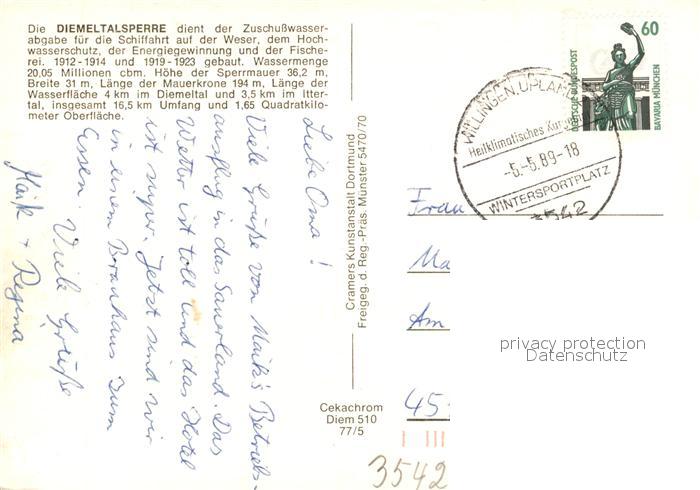 Die DIEMELTALSPERRE dient der Zuschußwasser-
abgabe für die Schiffahrt auf der Weser, dem Hoch-
wasserschutz, der Energiegewinnung und der Fische-
rei. 1912-1914 und 1919-1923 gebaut. Wassermenge
20,05 Millionen cbm. Höhe der Sperrmauer 36,2 m,
Breite 31 m, Länge der Mauerkrone 194 m, Länge der
Wasserfläche 4 km im Diemeltal und 3,5 km im Itter-
tal, insgesamt 16,5 km Umfang und 1,65 Quadratkilo-
meter Oberfläche.
Liebe Oma!
Viele Grüße von Maik's Betriebs-
ausflug in das Sauerland. Das
Wetter ist toll und das Hotel
ist super. Jetzt sind wir
in einem Brauhaus zum
Essen. Viele Grüße
Maik + Regina
Cramers Kunstanstalt Dortmund
Freigeg. d. Reg.-Präs. Münster 5470/70
Cekachrom
Diem 510
77/5
60
DEUTSCHE BUNDESPOST
BAVARIA MÜNCHEN
WILLINGEN, UPLAND
Heilklimatisches
-5.-5.89-18
WINTERSPORTPLATZ
3542
Frau
Ma
Am
45
privacy protection
Datenschutz
3542